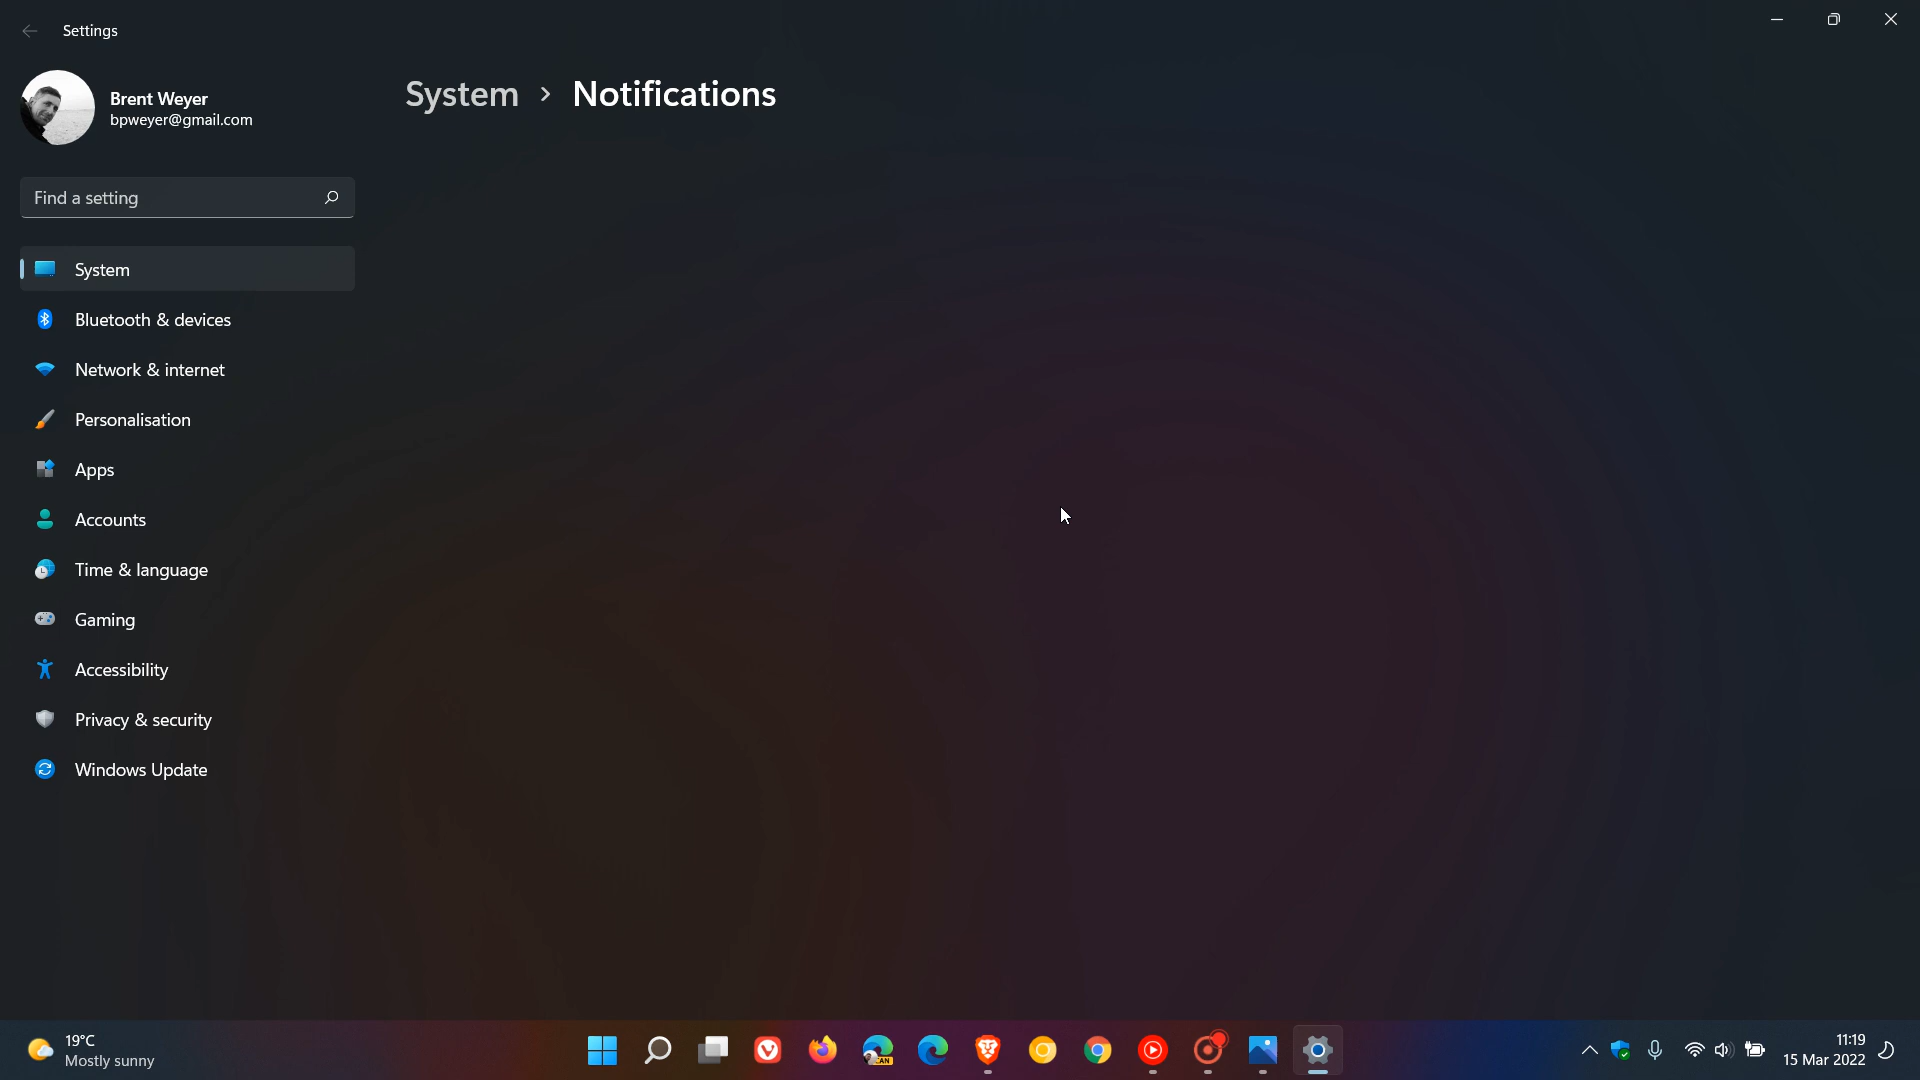 Settings
Brent Weyer
bpweyer@gmail.com
System > Notifications
Find a setting
System
Bluetooth & devices
Network & internet
Personalisation
Apps
Accounts
Time & language
Gaming
Accessibility
Privacy & security
Windows Update
19°C
Mostly sunny
CAN
11:19
15 Mar 2022